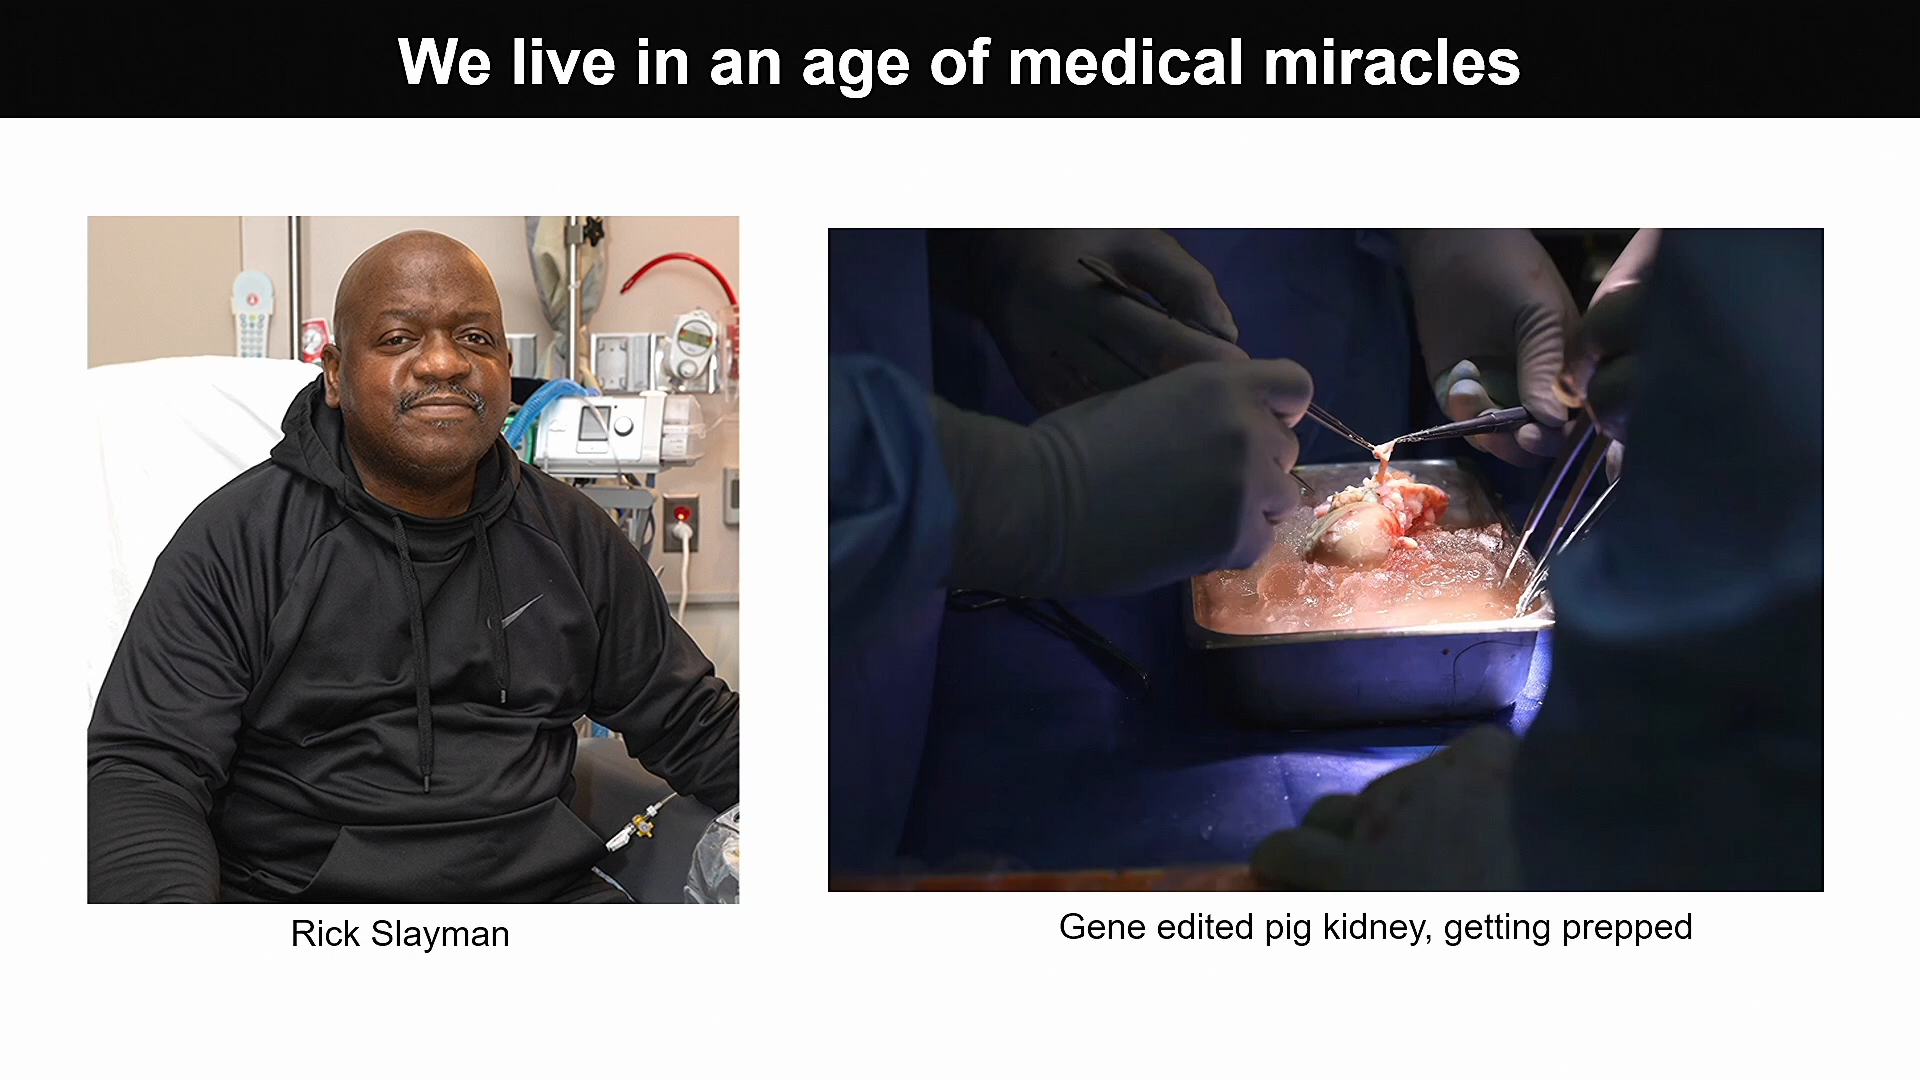 We live in an age of medical miracles
Rick Slayman
Gene edited pig kidney, getting prepped